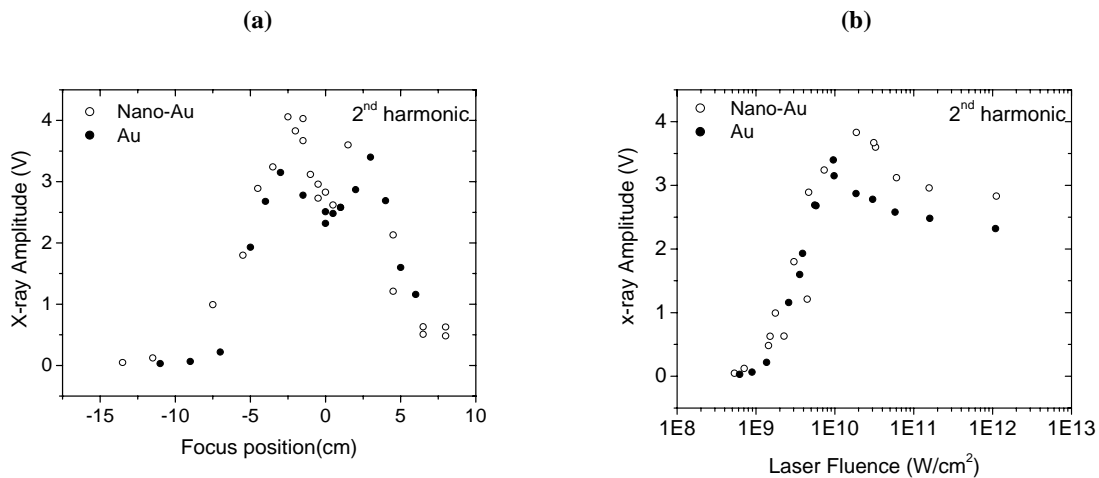 (a)
(b)
Nano-Au
Au
2nd harmonic
4
3
2
1
0
X-ray Amplitude (V)
-15
-10
-5
0
5
10
Focus position(cm)
Nano-Au
Au
2nd harmonic
4
3
2
1
0
x-ray Amplitude (V)
1E8
1E9
1E10
1E11
1E12
1E13
Laser Fluence (W/cm2)